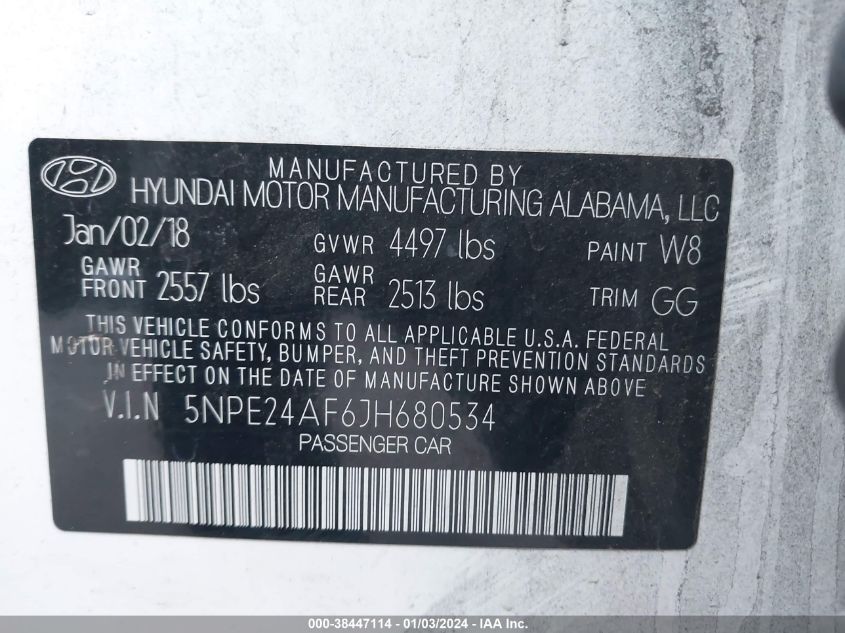 MANUFACTURED BY
HYUNDAI MOTOR MANUFACTURING ALABAMA, LLC
Jan/02/18 GVWR 4497 lbs PAINT W8
GAWR FRONT 2557 lbs GAWR REAR 2513 lbs TRIM GG
THIS VEHICLE CONFORMS TO ALL APPLICABLE U.S.A. FEDERAL
MOTOR VEHICLE SAFETY, BUMPER, AND THEFT PREVENTION STANDARDS
IN EFFECT ON THE DATE OF MANUFACTURE SHOWN ABOVE
V.I.N 5NPE24AF6JH680534
PASSENGER CAR
000-38447114 - 01/03/2024 - IAA Inc.